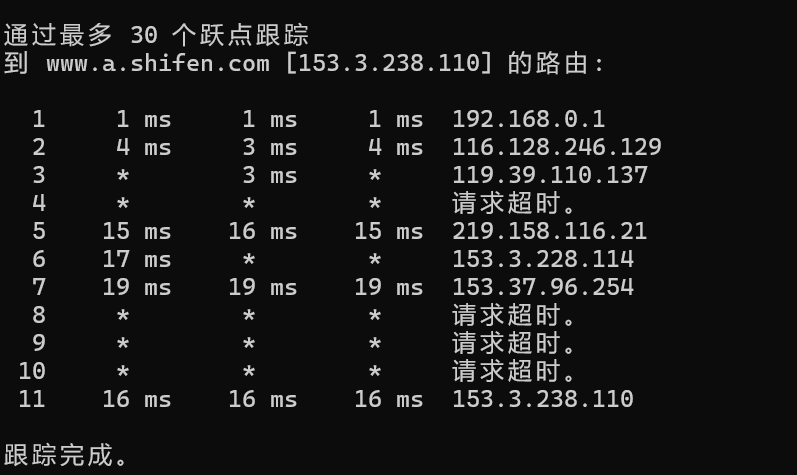 通过最多 30 个跃点跟踪
到 www.a.shifen.com [153.3.238.110] 的路由:
1 1 ms 1 ms 1 ms 192.168.0.1
2 4 ms 3 ms 4 ms 116.128.246.129
3 * 3 ms * 119.39.110.137
4 * * * 请求超时。
5 15 ms 16 ms 15 ms 219.158.116.21
6 17 ms * * 153.3.228.114
7 19 ms 19 ms 19 ms 153.37.96.254
8 * * * 请求超时。
9 * * * 请求超时。
10 * * * 请求超时。
11 16 ms 16 ms 16 ms 153.3.238.110
跟踪完成。